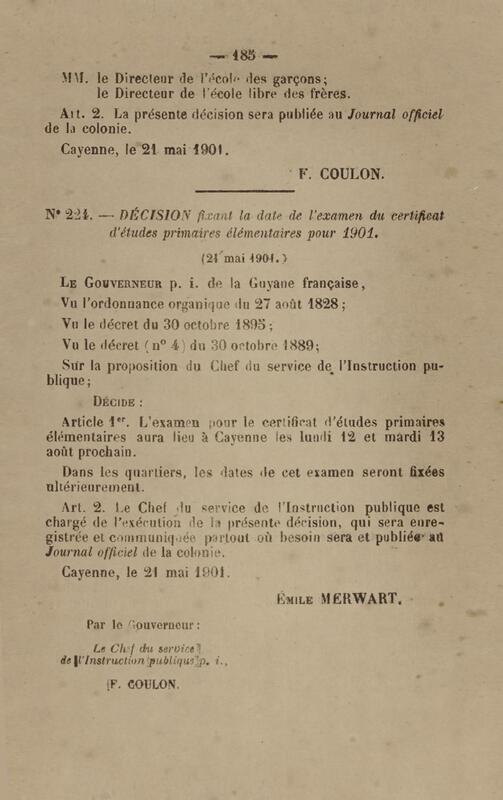 — 185 —
MM. le Directeur de l'école des garçons;
le Directeur de l'école libre des frères.
Art. 2. La présente décision sera publiée au Journal officiel
de la colonie.
Cayenne, le 21 mai 1901.
F. COULON.
N° 224. — DÉCISION fixant la date de l'examen du certificat
d'études primaires élémentaires pour 1901.
(21 mai 1901.)
LE GOUVERNEUR p. i. de la Guyane française,
Vu l'ordonnance organique du 27 août 1828;
Vu le décret du 30 octobre 1895;
Vu le décret (n° 4) du 30 octobre 1889;
Sur la proposition du Chef du service de l'Instruction pu-
blique;
DÉCIDE :
Article 1er. L'examen pour le certificat d'études primaires
élémentaires aura lieu à Cayenne les lundi 12 et mardi 13
août prochain.
Dans les quartiers, les dates de cet examen seront fixées
ultérieurement.
Art. 2. Le Chef du service de l'Instruction publique est
chargé de l'exécution de la présente décision, qui sera enre-
gistrée et communiquée partout où besoin sera et publiée au
Journal officiel de la colonie.
Cayenne, le 21 mai 1901.
ÉMILE MERWART.
Par le Gouverneur :
Le Chef du service
de l'Instruction publique p. i.,
F. COULON.